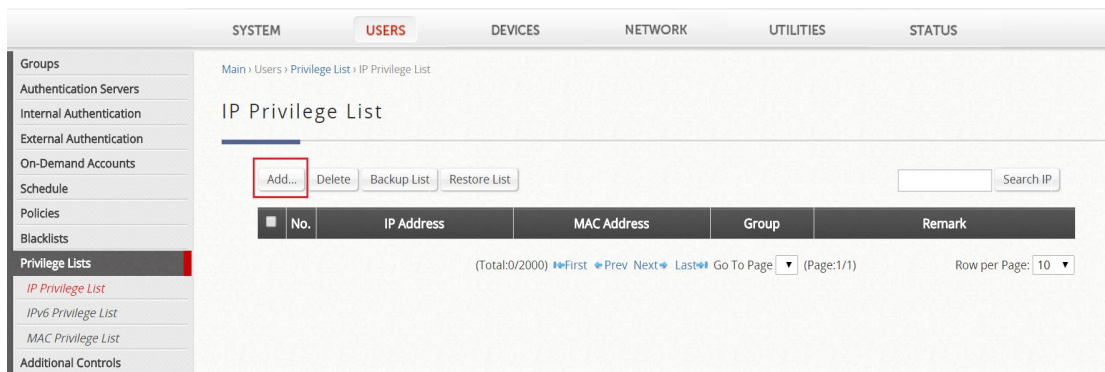 SYSTEM USERS DEVICES NETWORK UTILITIES STATUS
Groups
Authentication Servers
Internal Authentication
External Authentication
On-Demand Accounts
Schedule
Policies
Blacklists
Privilege Lists
IP Privilege List
IPv6 Privilege List
MAC Privilege List
Additional Controls
Main › Users › Privilege List › IP Privilege List
IP Privilege List
Add... Delete Backup List Restore List Search IP
No. IP Address MAC Address Group Remark
(Total:0/2000) First Prev Next Last Go To Page (Page:1/1) Row per Page: 10